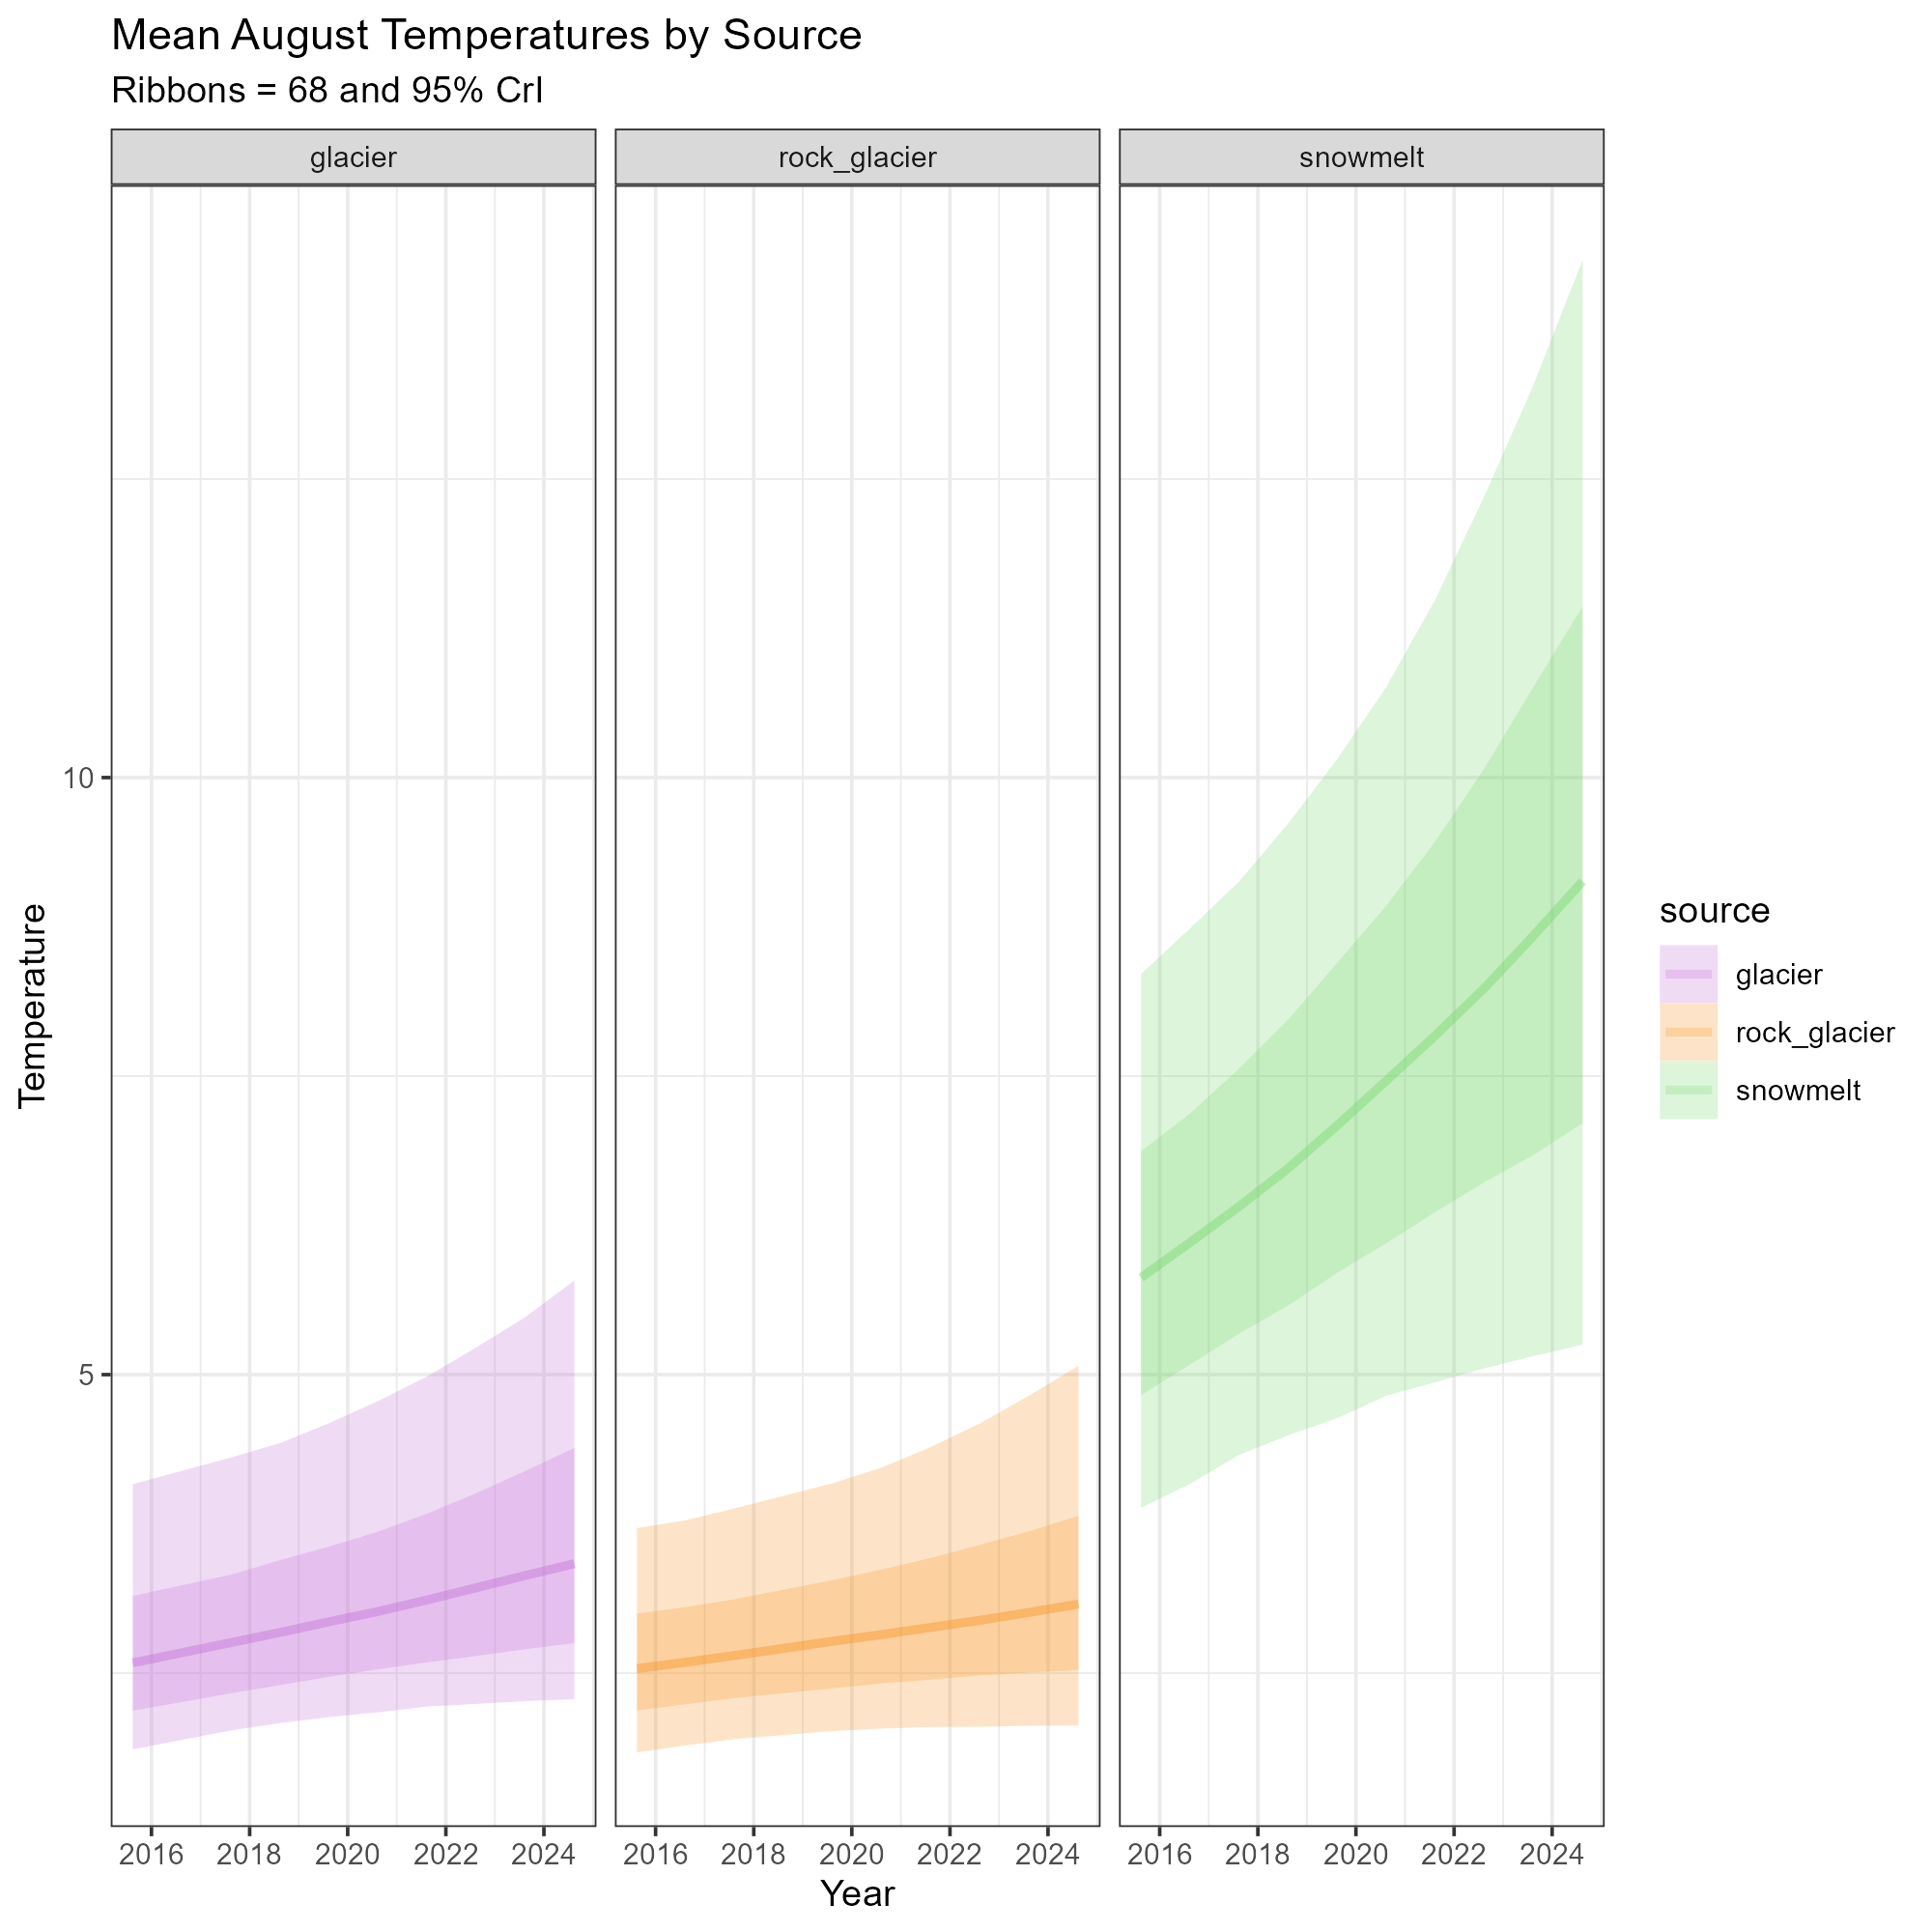 Mean August Temperatures by Source
Ribbons = 68 and 95% CrI
glacier
rock_glacier
snowmelt
Temperature
10
5
2016 2018 2020 2022 2024
2016 2018 2020 2022 2024
2016 2018 2020 2022 2024
Year
source
glacier
rock_glacier
snowmelt